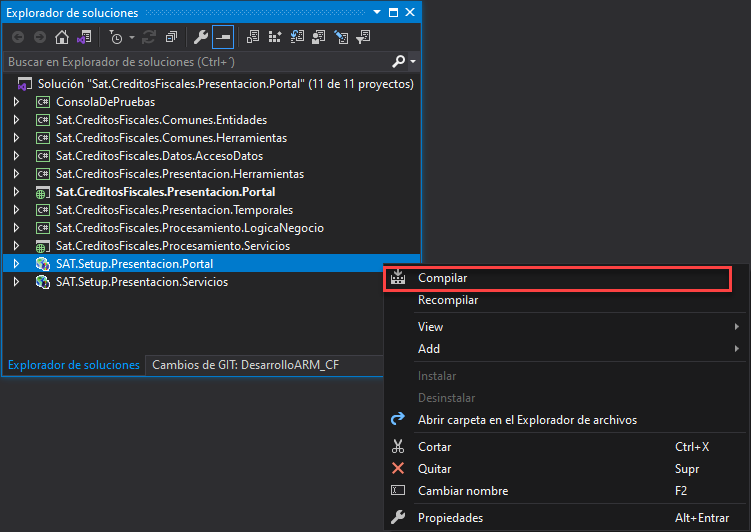 Explorador de soluciones
Buscar en Explorador de soluciones (Ctrl+´)
Solución "Sat.CreditosFiscales.Presentacion.Portal" (11 de 11 proyectos)
C# ConsolaDePruebas
C# Sat.CreditosFiscales.Comunes.Entidades
C# Sat.CreditosFiscales.Comunes.Herramientas
C# Sat.CreditosFiscales.Datos.AccesoDatos
C# Sat.CreditosFiscales.Presentacion.Herramientas
Sat.CreditosFiscales.Presentacion.Portal
C# Sat.CreditosFiscales.Presentacion.Temporales
C# Sat.CreditosFiscales.Procesamiento.LogicaNegocio
Sat.CreditosFiscales.Procesamiento.Servicios
SAT.Setup.Presentacion.Portal
SAT.Setup.Presentacion.Servicios
Explorador de soluciones Cambios de GIT: DesarrolloARM_CF
Compilar
Recompilar
View
Add
Instalar
Desinstalar
Abrir carpeta en el Explorador de archivos
Cortar Ctrl+X
Quitar Supr
Cambiar nombre F2
Propiedades Alt+Entrar